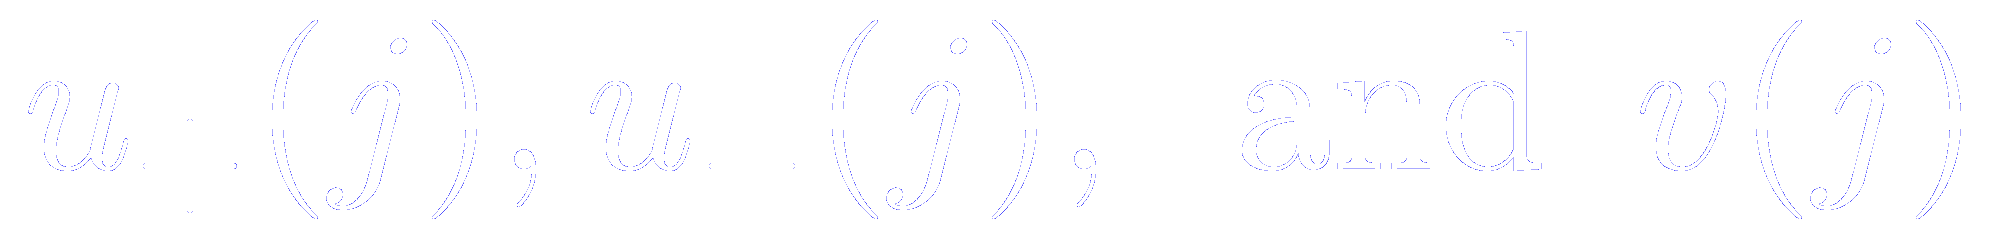 u₊(j), u₋(j), and v(j)